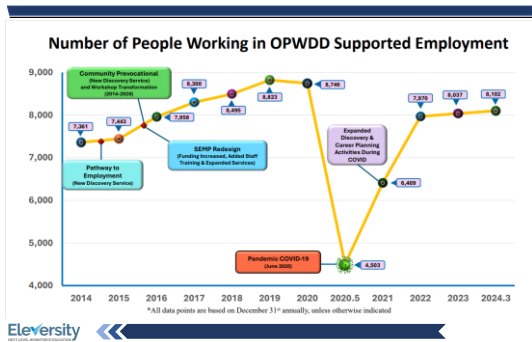 Number of People Working in OPWDD Supported Employment
9,000
8,000
7,000
6,000
5,000
4,000
Community Prevocational
(New Discovery Service)
and Workshop Transformation
(2014-2020)
7,361
7,443
7,958
8,300
8,495
8,823
8,746
4,503
6,409
7,970
8,037
8,102
Pathway to
Employment
(New Discovery Service)
SEMP Redesign
(Funding Increased, Added Staff
Training & Expanded Services)
Expanded
Discovery &
Career Planning
Activities During
COVID
Pandemic COVID-19
(June 2020)
2014 2015 2016 2017 2018 2019 2020 2020.5 2021 2022 2023 2024.3
*All data points are based on December 31st annually, unless otherwise indicated
Eleversity
NEXT LEVEL WORKFORCE EDUCATION